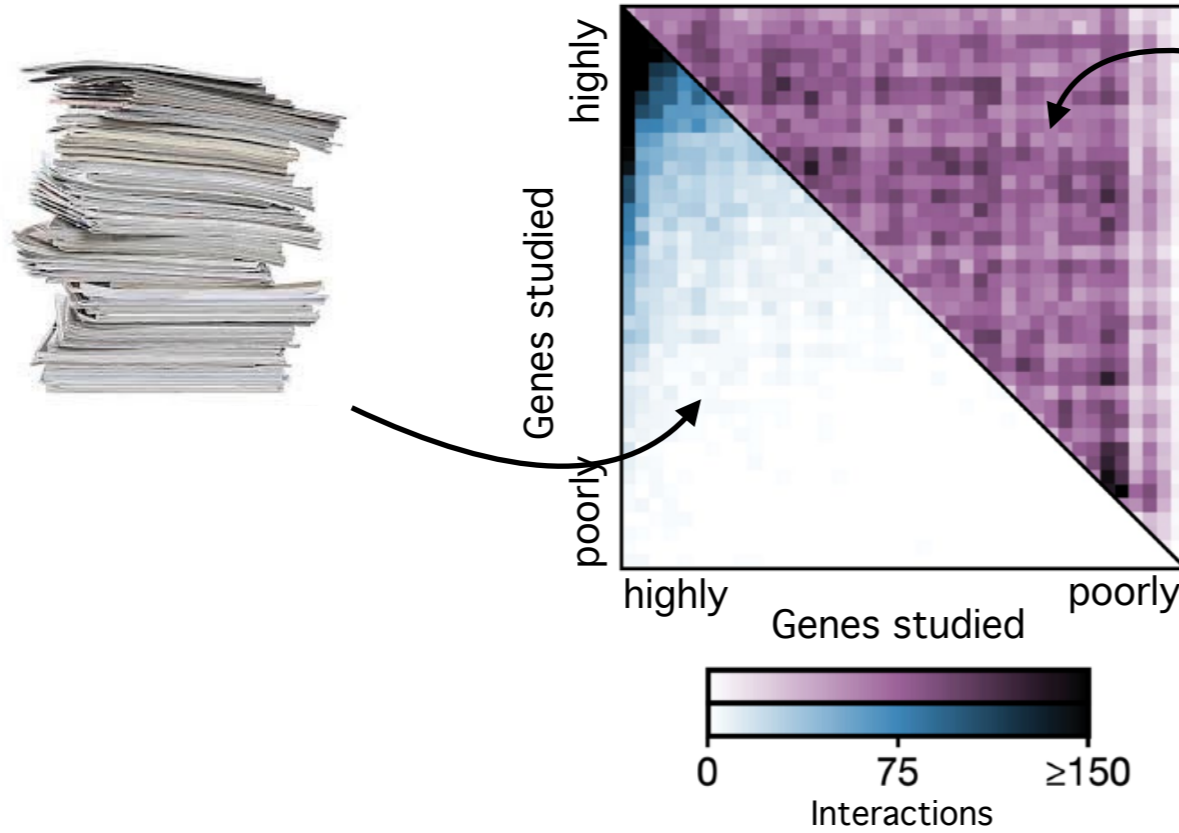 highly
Genes studied
poorly
highly
poorly
Genes studied
0 75 ≥150
Interactions